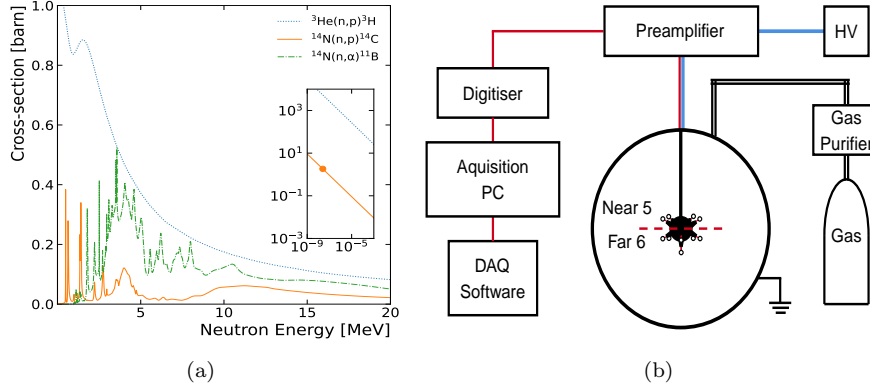 ³He(n,p)³H
¹⁴N(n,p)¹⁴C
¹⁴N(n,α)¹¹B
Cross-section [barn]
1.0
0.8
0.6
0.4
0.2
0.0
10³
10¹
10⁻¹
10⁻³
10⁻⁹
10⁻⁵
5
10
15
20
Neutron Energy [MeV]
(a)
Preamplifier
HV
Digitiser
Gas
Purifier
Aquisition
PC
Near 5
Far 6
DAQ
Software
Gas
(b)